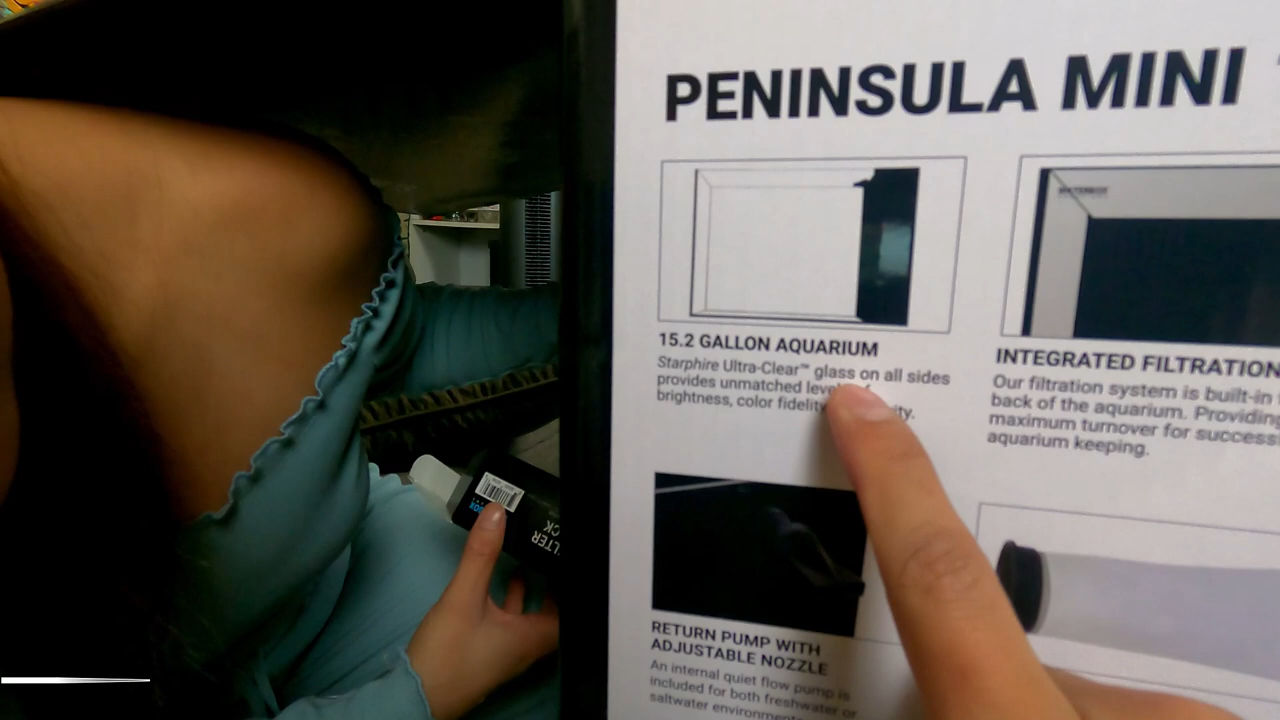 PENINSULA MINI
15.2 GALLON AQUARIUM
Starphire Ultra-Clear™ glass on all sides
provides unmatched levels of
brightness, color fidelity
INTEGRATED FILTRATION
Our filtration system is built-in
back of the aquarium. Providing
maximum turnover for success
aquarium keeping.
RETURN PUMP WITH
ADJUSTABLE NOZZLE
An internal quiet flow pump is
included for both freshwater or
saltwater environments
WATERBOX